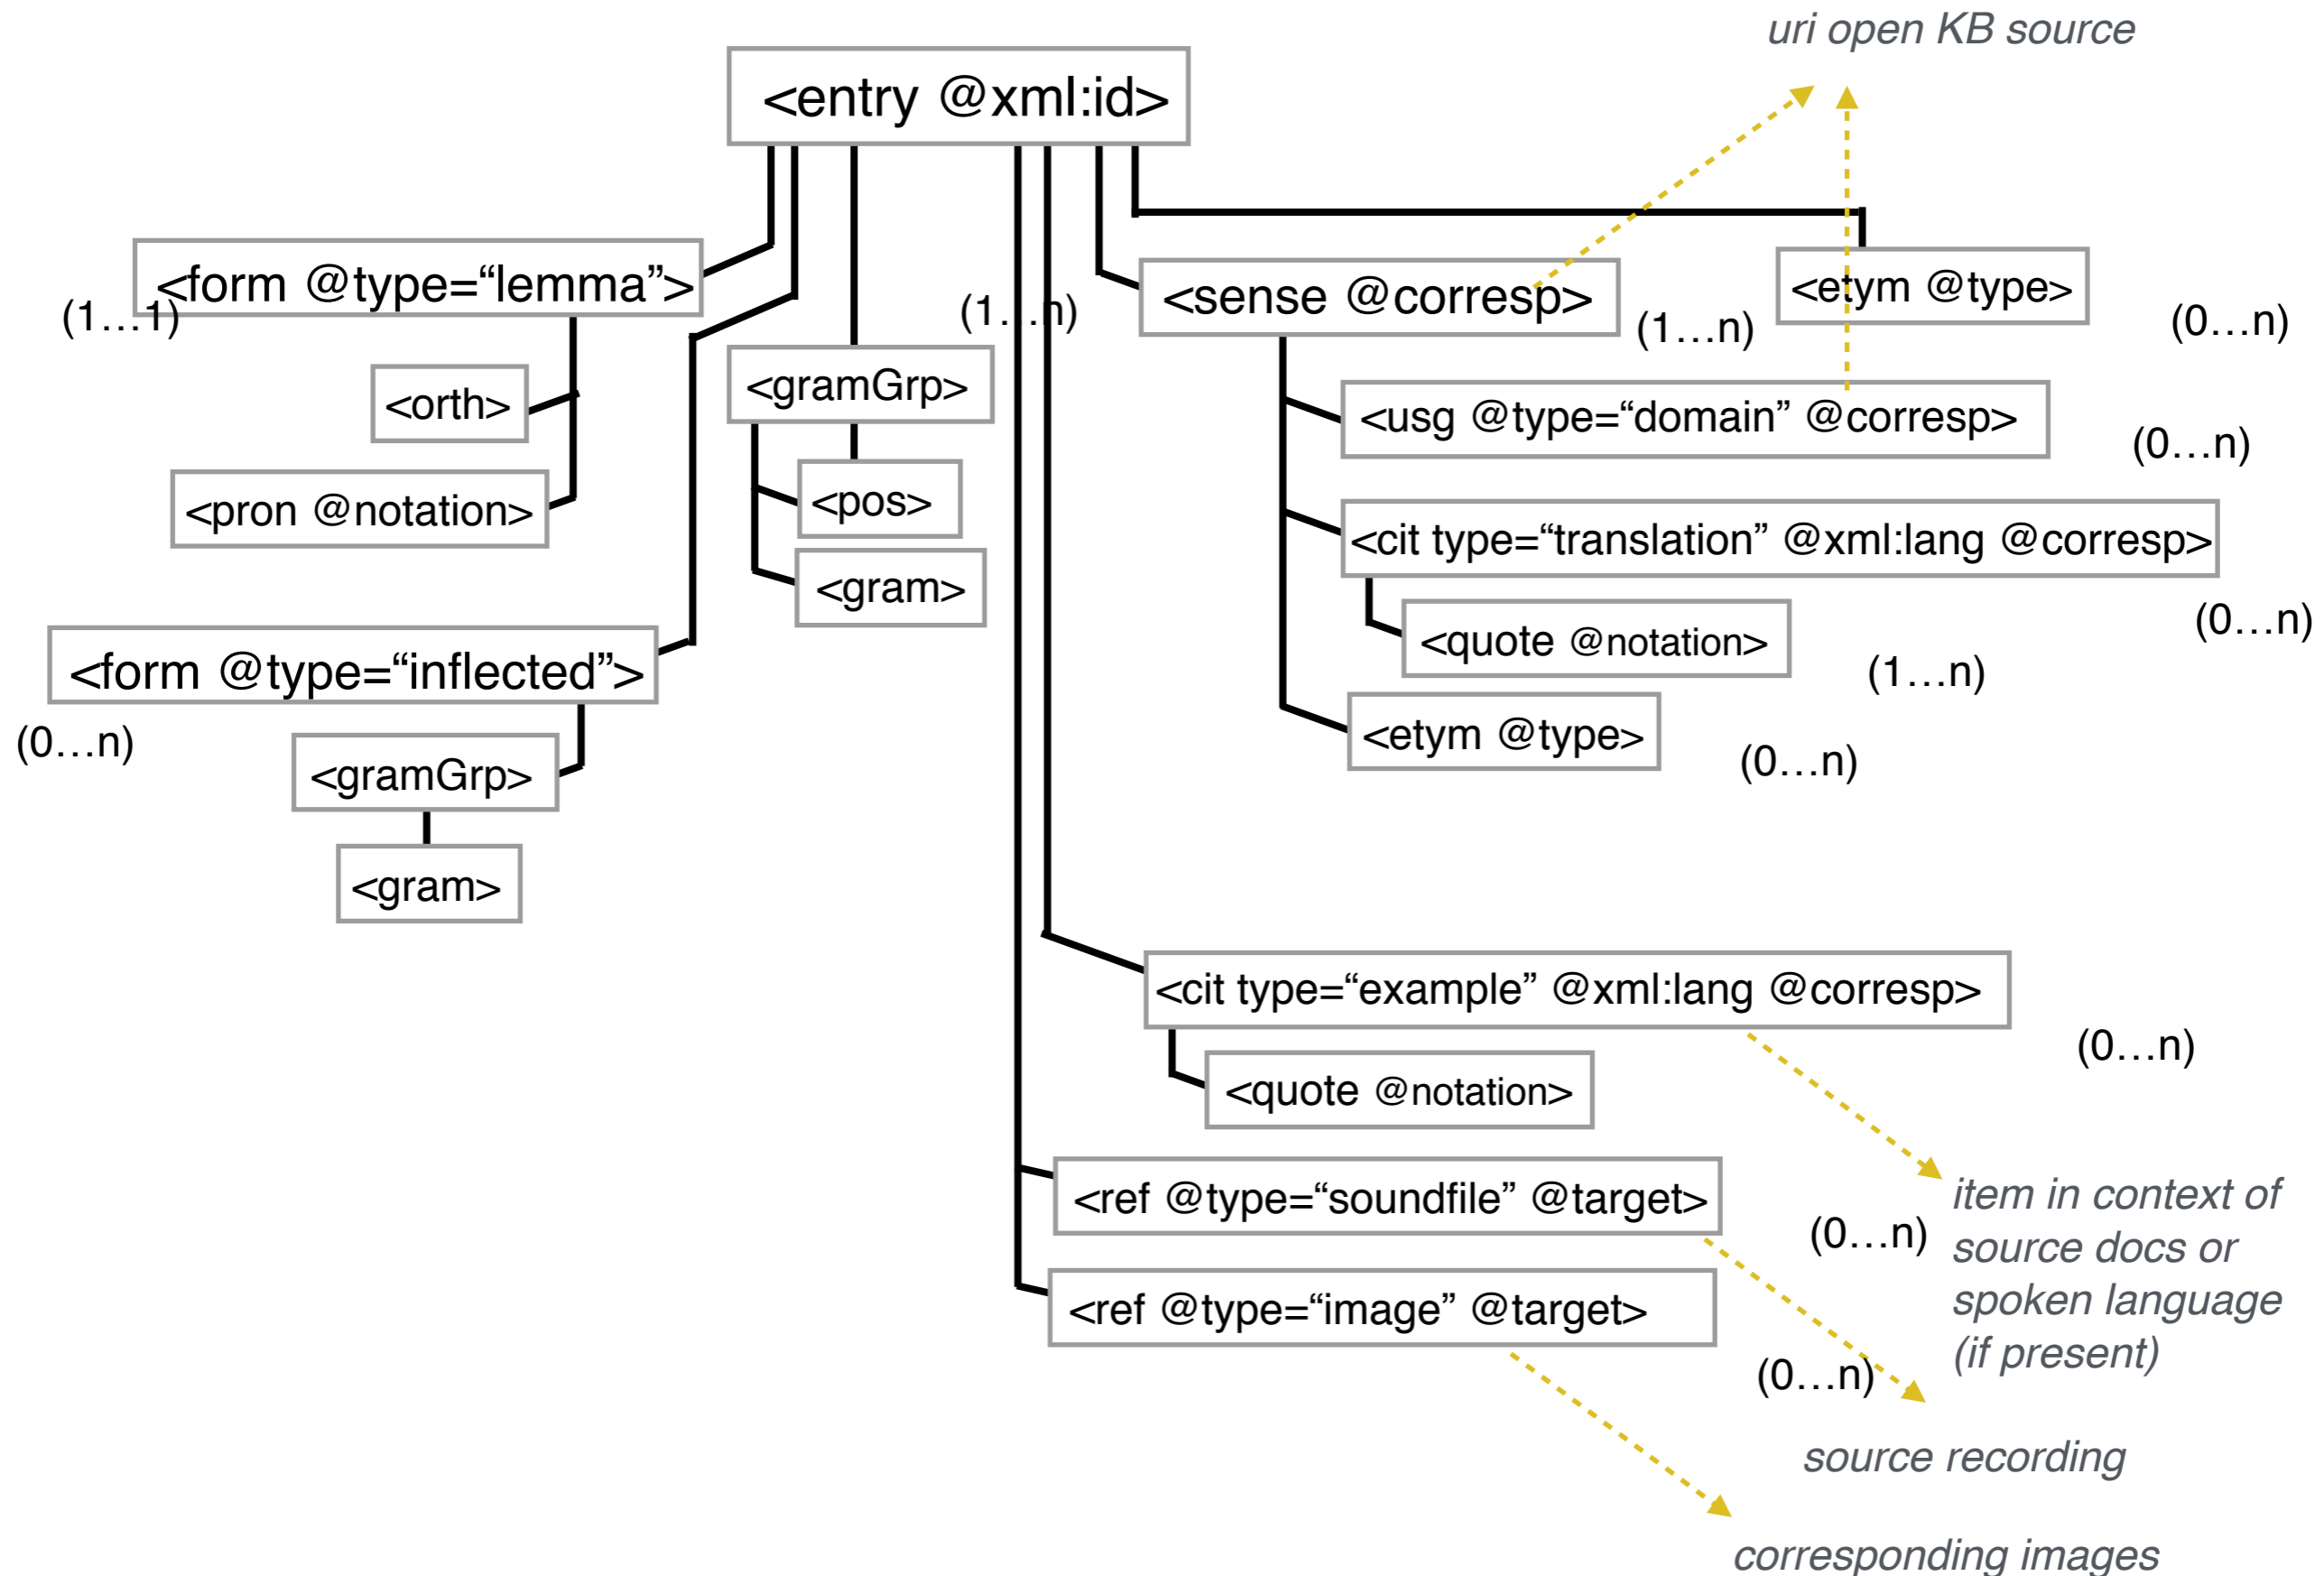 uri open KB source
<entry @xml:id>
<form @type=“lemma”>
(1...1)
<orth>
<pron @notation>
<form @type=“inflected”>
(0...n)
<gramGrp>
<gram>
(1...n)
<gramGrp>
<pos>
<gram>
<sense @corresp>
(1...n)
<etym @type>
(0...n)
<usg @type=“domain” @corresp>
(0...n)
<cit type=“translation” @xml:lang @corresp>
(0...n)
<quote @notation>
(1...n)
<etym @type>
(0...n)
<cit type=“example” @xml:lang @corresp>
(0...n)
<quote @notation>
<ref @type=“soundfile” @target>
(0...n)
<ref @type=“image” @target>
(0...n)
item in context of
source docs or
spoken language
(if present)
source recording
corresponding images